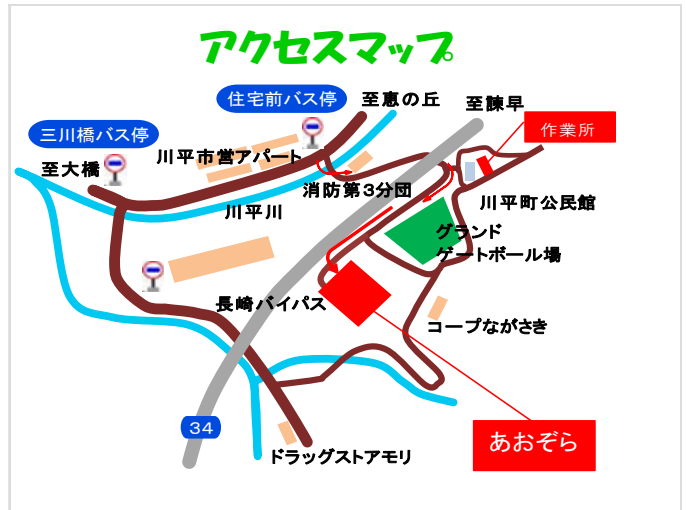 アクセスマップ
住宅前バス停
至恵の丘
至諫早
三川橋バス停
作業所
至大橋
川平市営アパート
消防第３分団
川平町公民館
川平川
グランド
ゲートボール場
長崎バイパス
コープながさき
34
あおぞら
ドラッグストアモリ